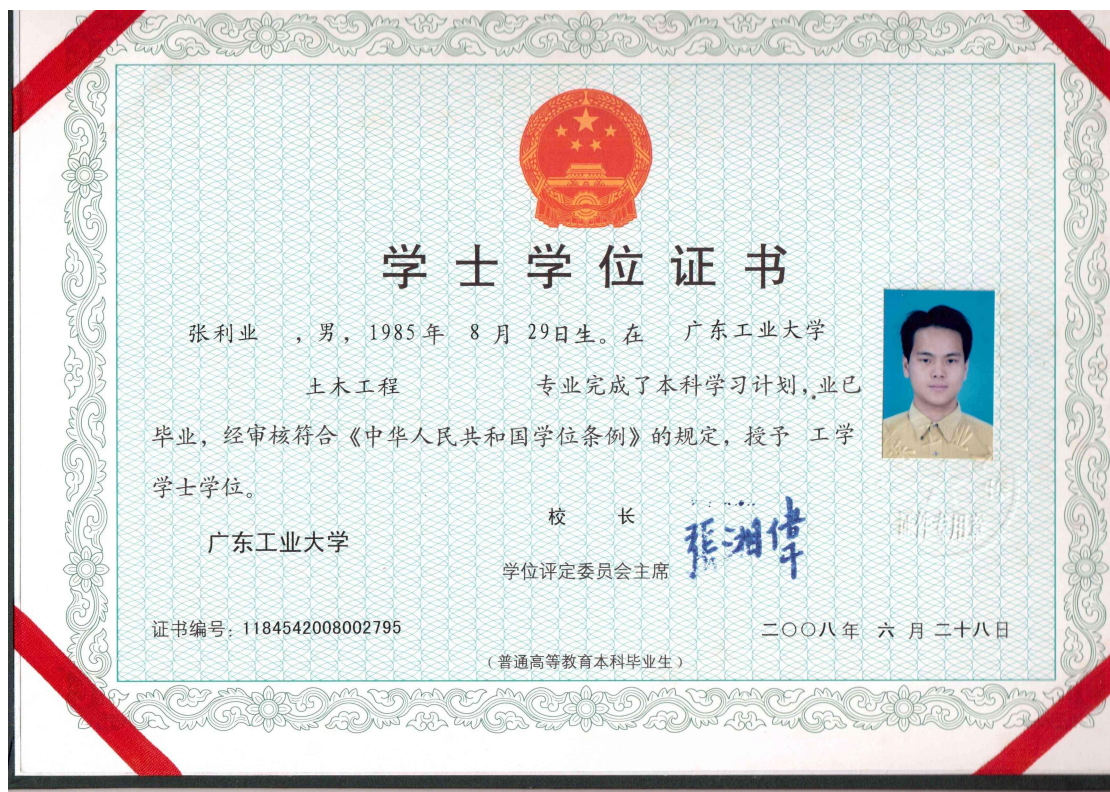 学士学位证书
张利业 ，男，1985年 8月 29日生。在 广东工业大学
土木工程 专业完成了本科学习计划，业已
毕业，经审核符合《中华人民共和国学位条例》的规定，授予 工学
学士学位。
校 长
张湘伟
广东工业大学
学位评定委员会主席
证书编号：1184542008002795
二〇〇八年 六 月 二十八日
（普通高等教育本科毕业生）